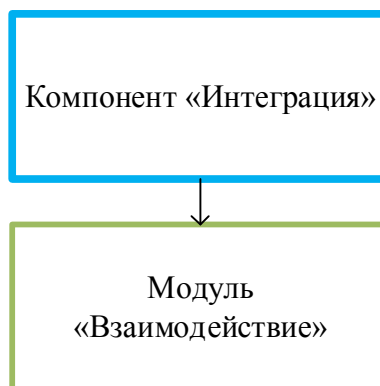 Компонент «Интеграция»
Модуль
«Взаимодействие»